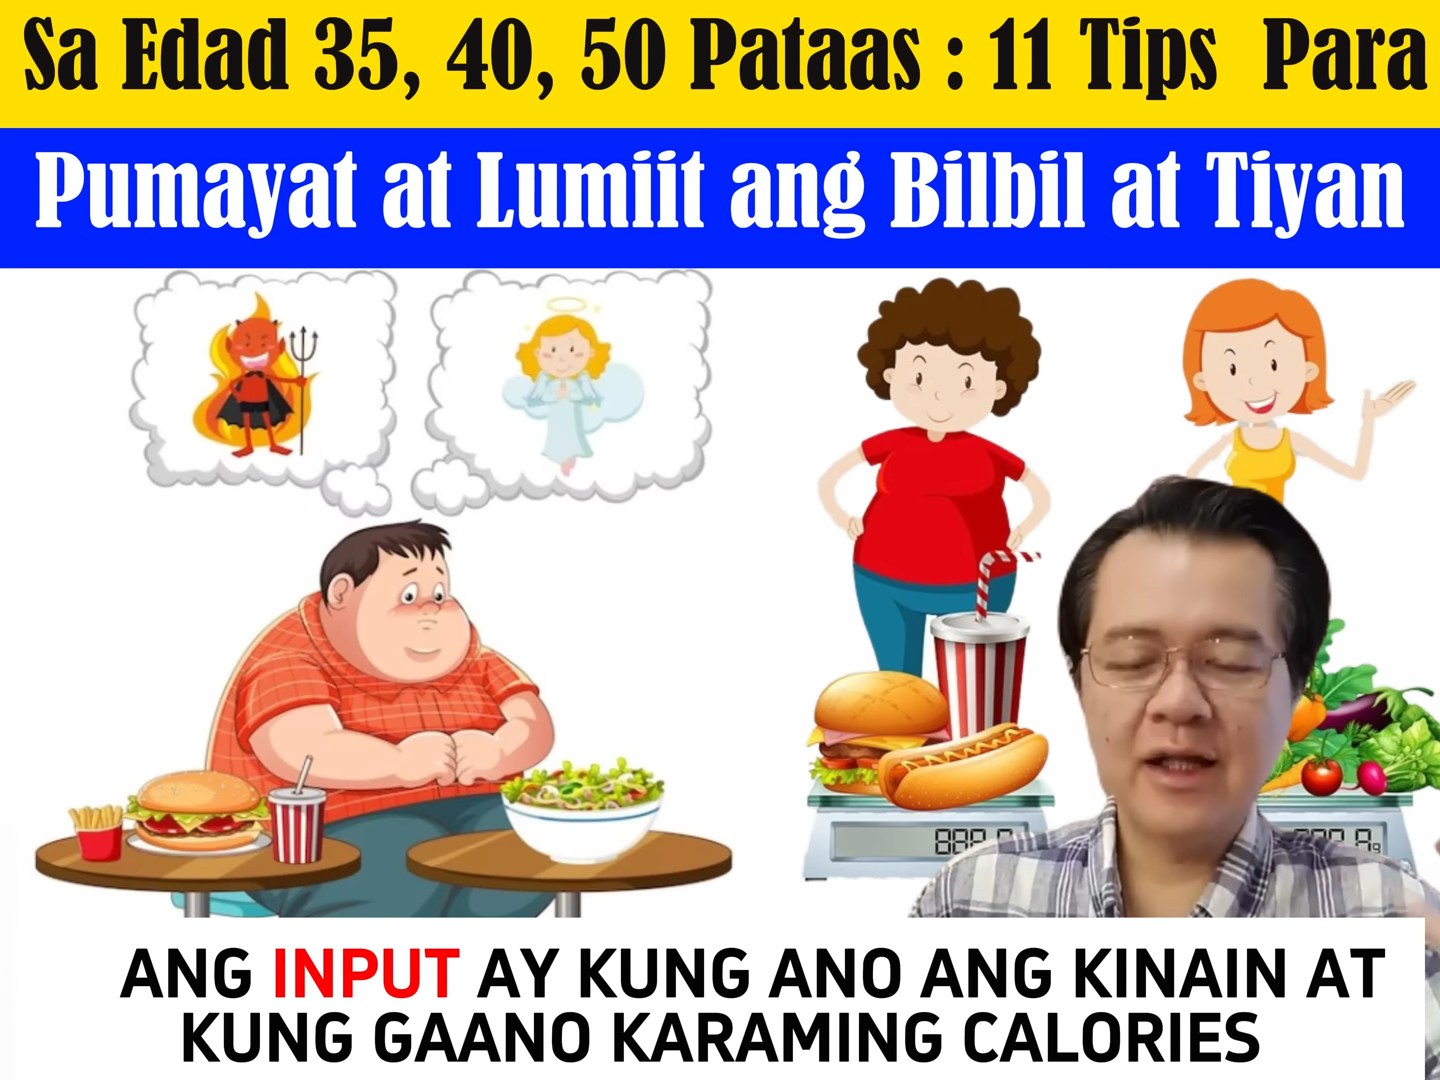 Sa Edad 35, 40, 50 Pataas : 11 Tips Para
Pumayat at Lumiit ang Bilbil at Tiyan
ANG INPUT AY KUNG ANO ANG KINAIN AT
KUNG GAANO KARAMING CALORIES